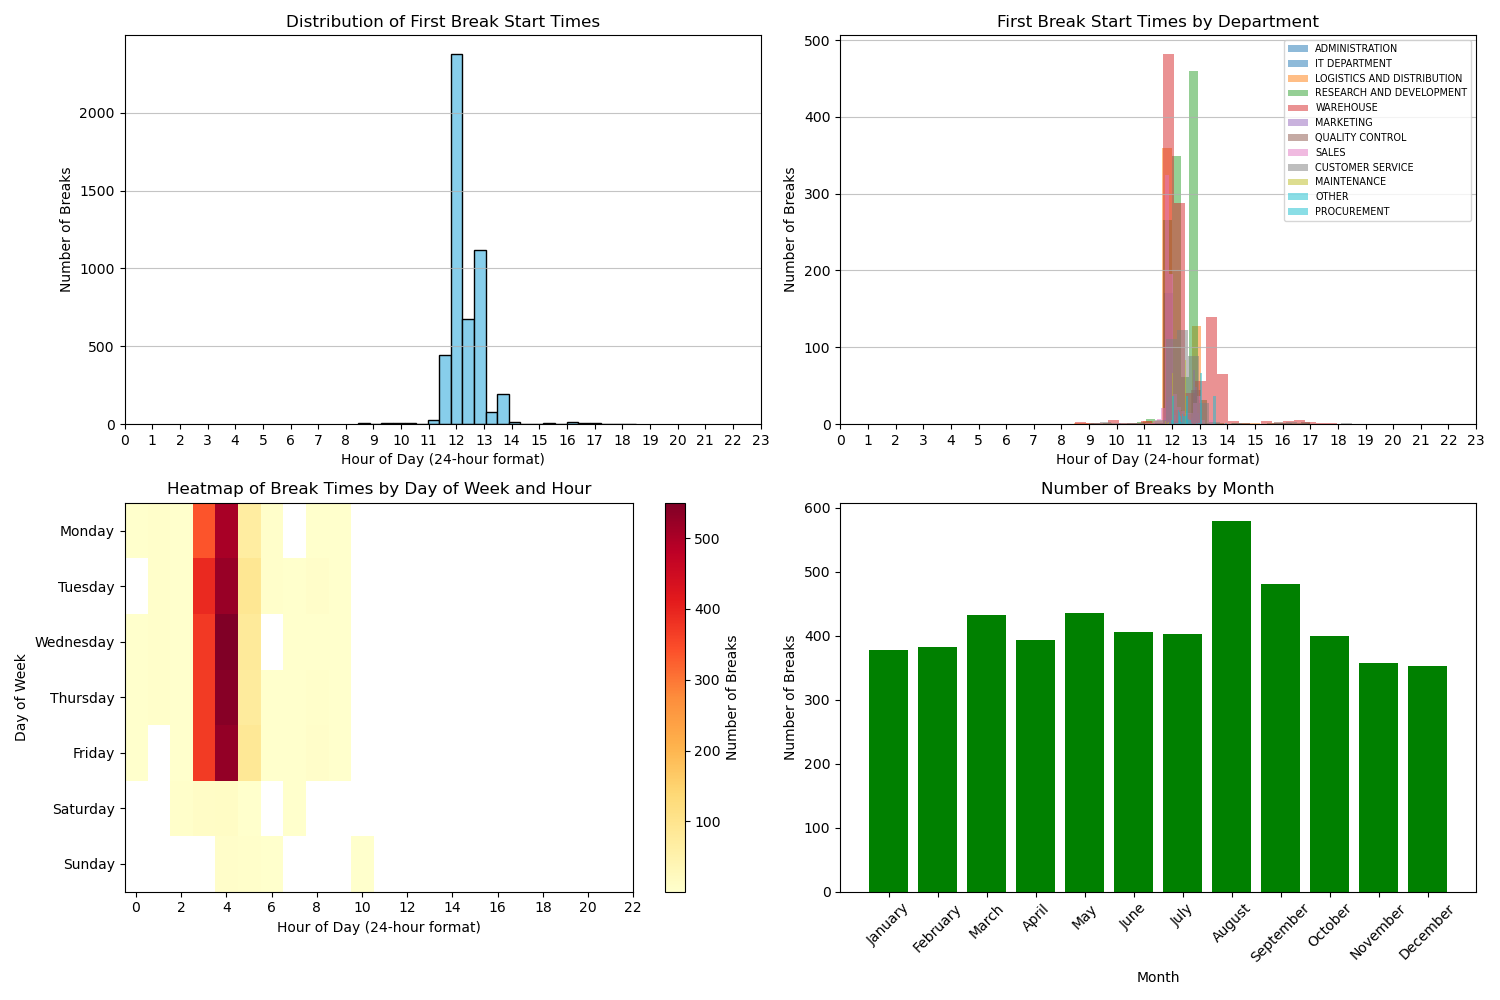 Distribution of First Break Start Times
Number of Breaks
2000
1500
1000
500
0
0 1 2 3 4 5 6 7 8 9 10 11 12 13 14 15 16 17 18 19 20 21 22 23
Hour of Day (24-hour format)
First Break Start Times by Department
Number of Breaks
500
400
300
200
100
0
ADMINISTRATION
IT DEPARTMENT
LOGISTICS AND DISTRIBUTION
RESEARCH AND DEVELOPMENT
WAREHOUSE
MARKETING
QUALITY CONTROL
SALES
CUSTOMER SERVICE
MAINTENANCE
OTHER
PROCUREMENT
0 1 2 3 4 5 6 7 8 9 10 11 12 13 14 15 16 17 18 19 20 21 22 23
Hour of Day (24-hour format)
Heatmap of Break Times by Day of Week and Hour
Day of Week
Monday
Tuesday
Wednesday
Thursday
Friday
Saturday
Sunday
0 2 4 6 8 10 12 14 16 18 20 22
Hour of Day (24-hour format)
500
400
300
200
100
Number of Breaks
Number of Breaks by Month
Number of Breaks
600
500
400
300
200
100
0
January
February
March
April
May
June
July
August
September
October
November
December
Month